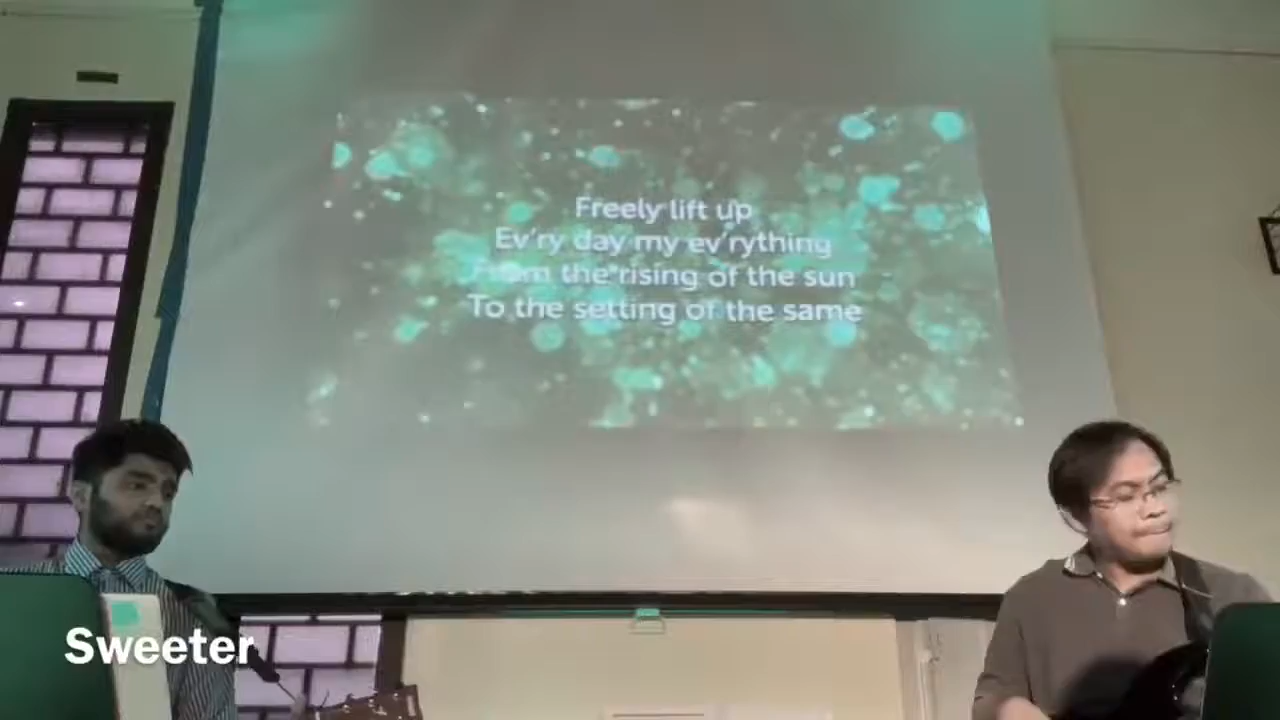 Freely lift up
Ev'ry day my ev'rything
From the rising of the sun
To the setting of the same
Sweeter